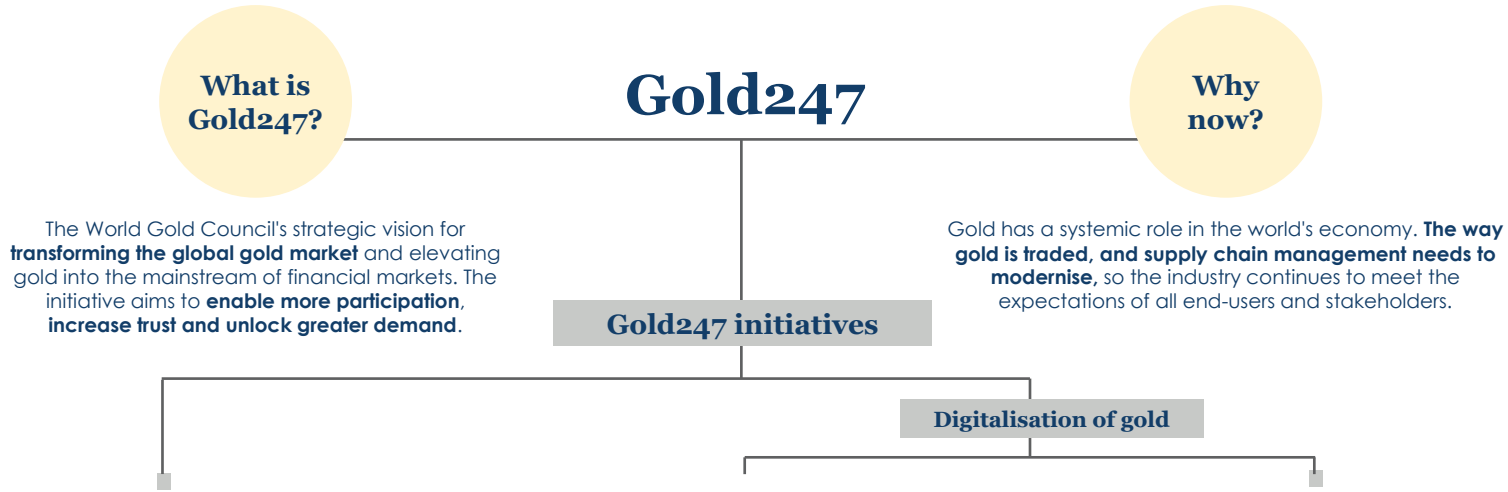 What is
Gold247?
Gold247
Why
now?
The World Gold Council's strategic vision for
transforming the global gold market and elevating
gold into the mainstream of financial markets. The
initiative aims to enable more participation,
increase trust and unlock greater demand.
Gold has a systemic role in the world's economy. The way
gold is traded, and supply chain management needs to
modernise, so the industry continues to meet the
expectations of all end-users and stakeholders.
Gold247 initiatives
Digitalisation of gold